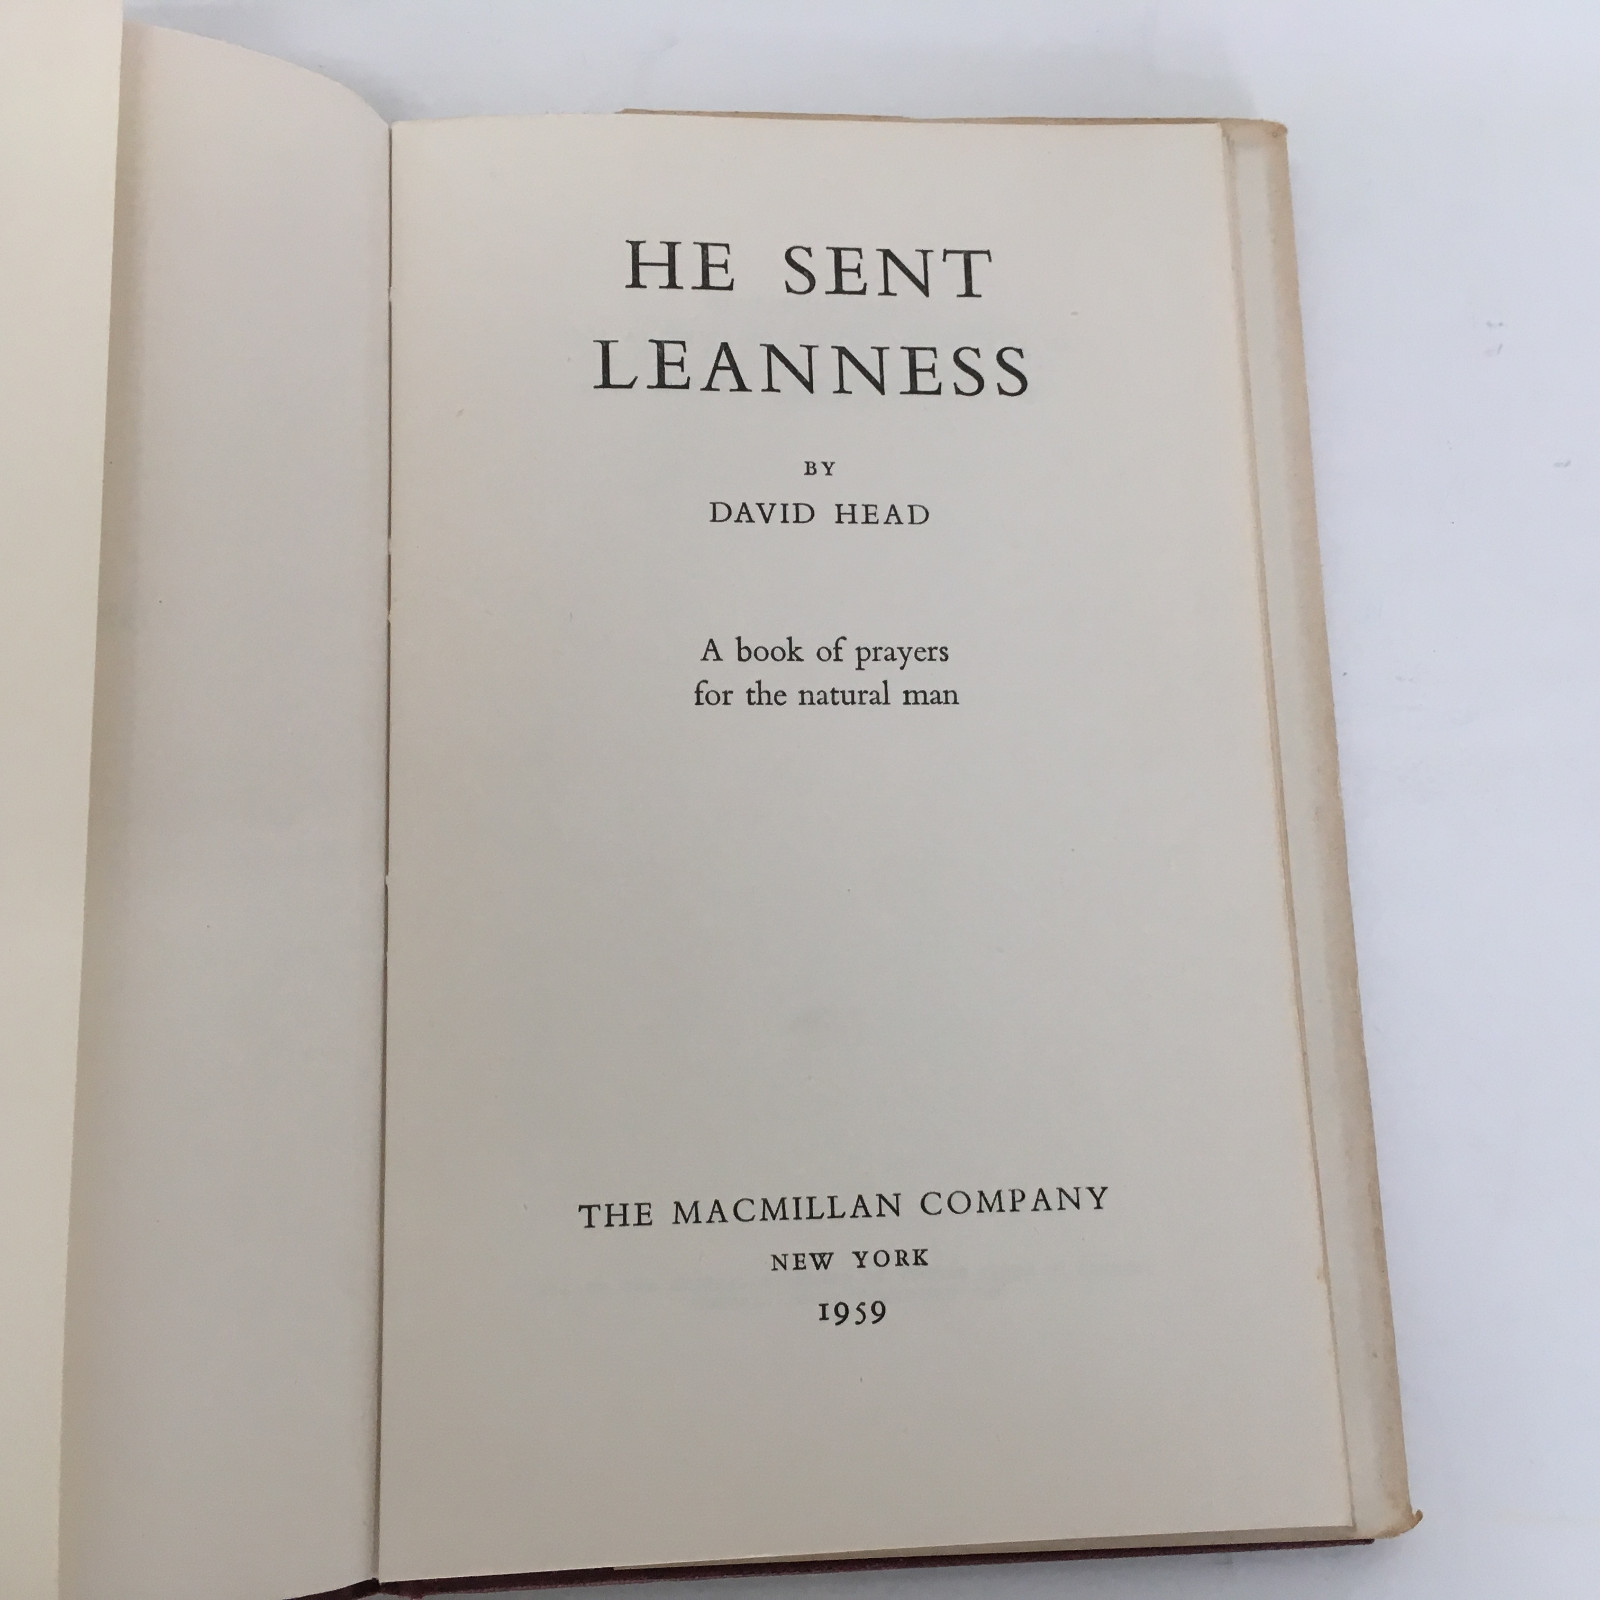 HE SENT
LEANNESS
BY
DAVID HEAD
A book of prayers
for the natural man
THE MACMILLAN COMPANY
NEW YORK
1959